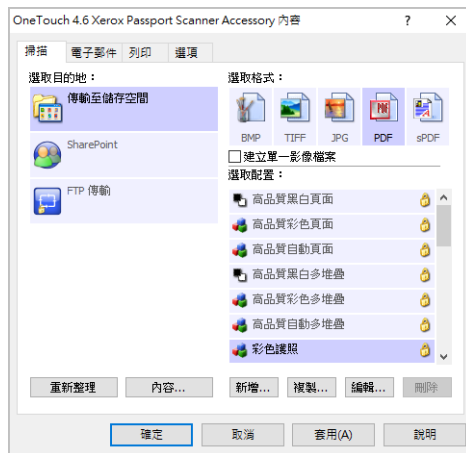 OneTouch 4.6 Xerox Passport Scanner Accessory 內容
掃描 電子郵件 列印 選項
選取目的地：
傳輸至儲存空間
SharePoint
FTP 傳輸
選取格式：
BMP TIFF JPG PDF sPDF
建立單一影像檔案
選取配置：
高品質黑白頁面
高品質彩色頁面
高品質自動頁面
高品質黑白多堆疊
高品質彩色多堆疊
高品質自動多堆疊
彩色護照
重新整理 內容... 新增... 複製... 編輯... 刪除
確定 取消 套用(A) 說明